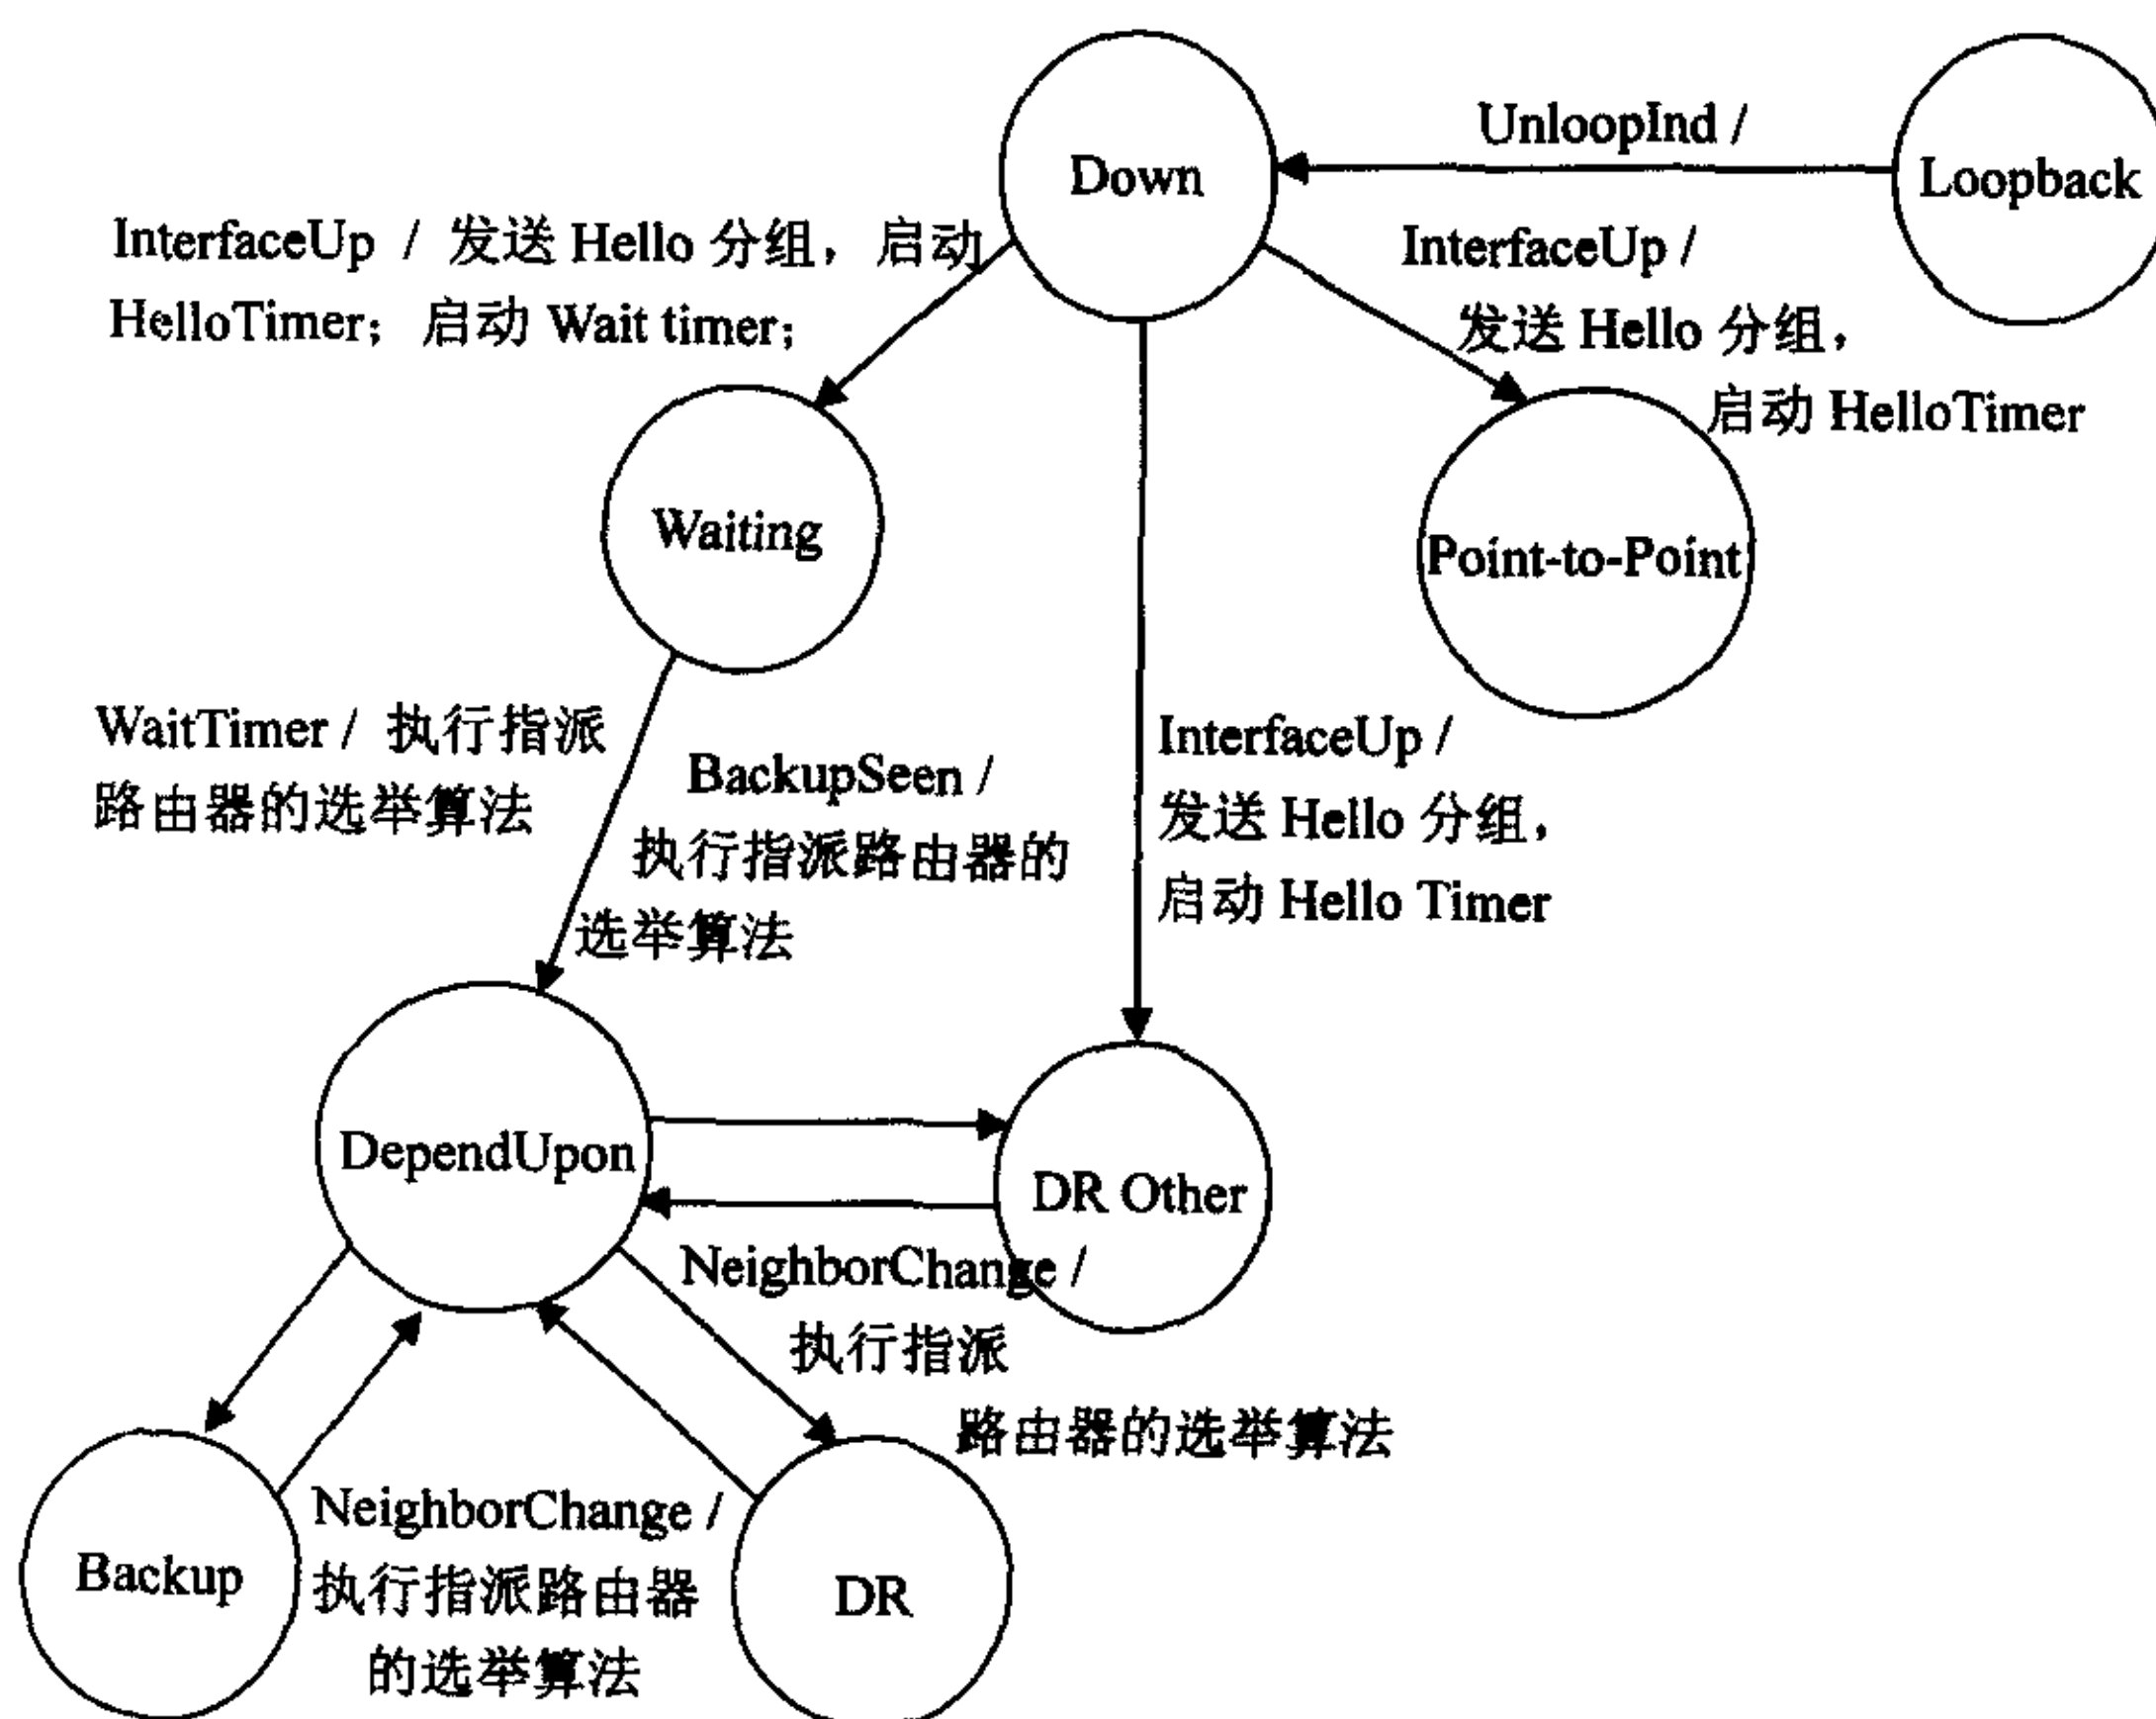 Down
UnloopInd /
Loopback
InterfaceUp / 发送 Hello 分组，启动
HelloTimer；启动 Wait timer；
InterfaceUp /
发送 Hello 分组，
启动 HelloTimer
Waiting
Point-to-Point
WaitTimer / 执行指派
路由器的选举算法
BackupSeen /
执行指派路由器的
选举算法
InterfaceUp /
发送 Hello 分组，
启动 Hello Timer
DependUpon
DR Other
NeighborChange /
执行指派
路由器的选举算法
Backup
NeighborChange /
执行指派路由器
的选举算法
DR